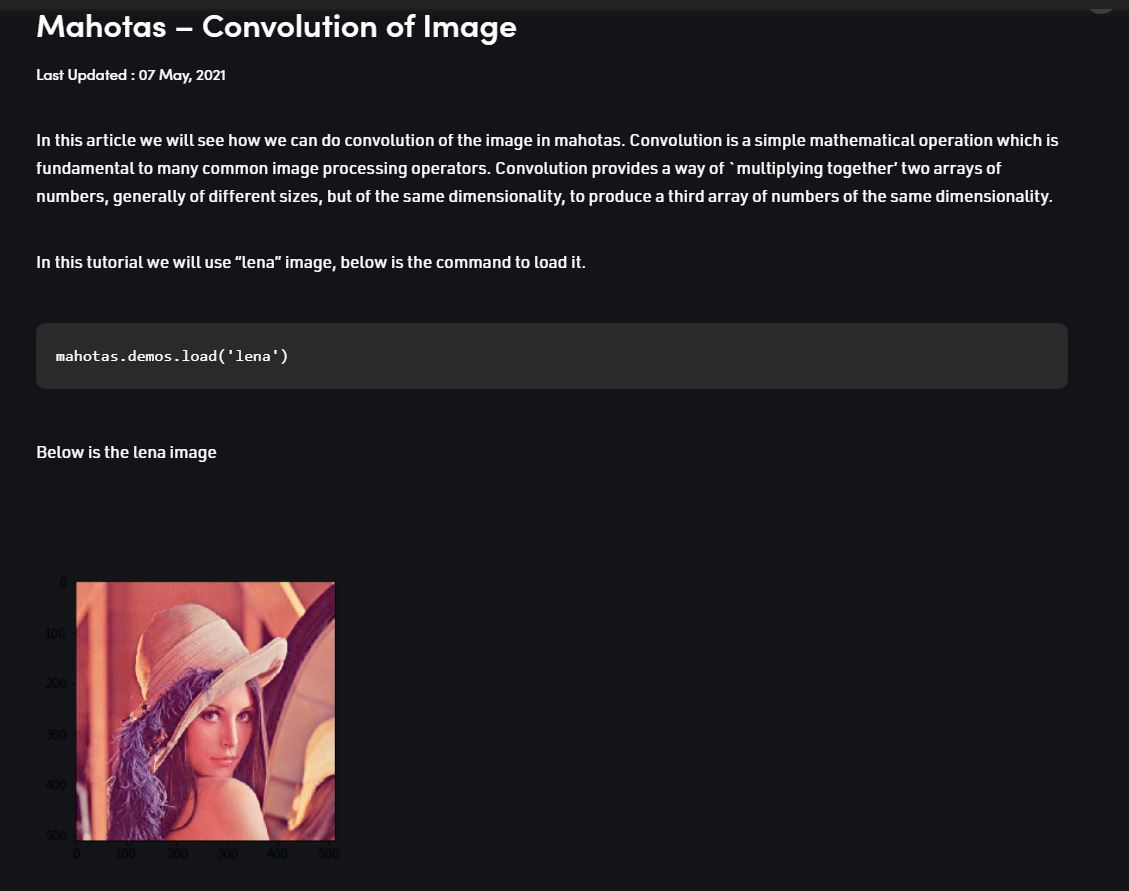 Mahotas – Convolution of Image
Last Updated : 07 May, 2021
In this article we will see how we can do convolution of the image in mahotas. Convolution is a simple mathematical operation which is
fundamental to many common image processing operators. Convolution provides a way of `multiplying together’ two arrays of
numbers, generally of different sizes, but of the same dimensionality, to produce a third array of numbers of the same dimensionality.
In this tutorial we will use “lena” image, below is the command to load it.
mahotas.demos.load('lena')
Below is the lena image
0
100
200
300
400
500
0 100 200 300 400 500